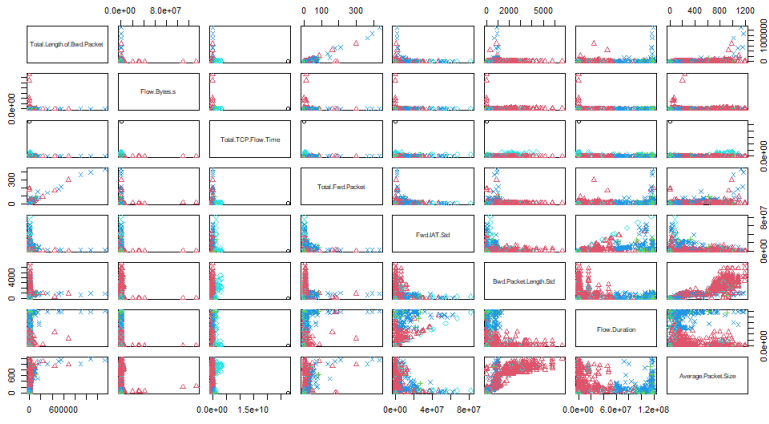 0.0e+00 8.0e+07 0 100 300 0 2000 5000 0 400 800 1200
Total.Length.of.Bwd.Packet
0 1000000
0.0e+00
Flow.Bytes.s
Total.TCP.Flow.Time
0.0e+00
0 300
Total.Fwd.Packet
Fwd.IAT.Std
0e+00 8e+07
0 4000
Bwd.Packet.Length.Std
Flow.Duration
0.0e+00
0 600
Average.Packet.Size
0 600000 0.0e+00 1.5e+10 0e+00 4e+07 8e+07 0.0e+00 6.0e+07 1.2e+08